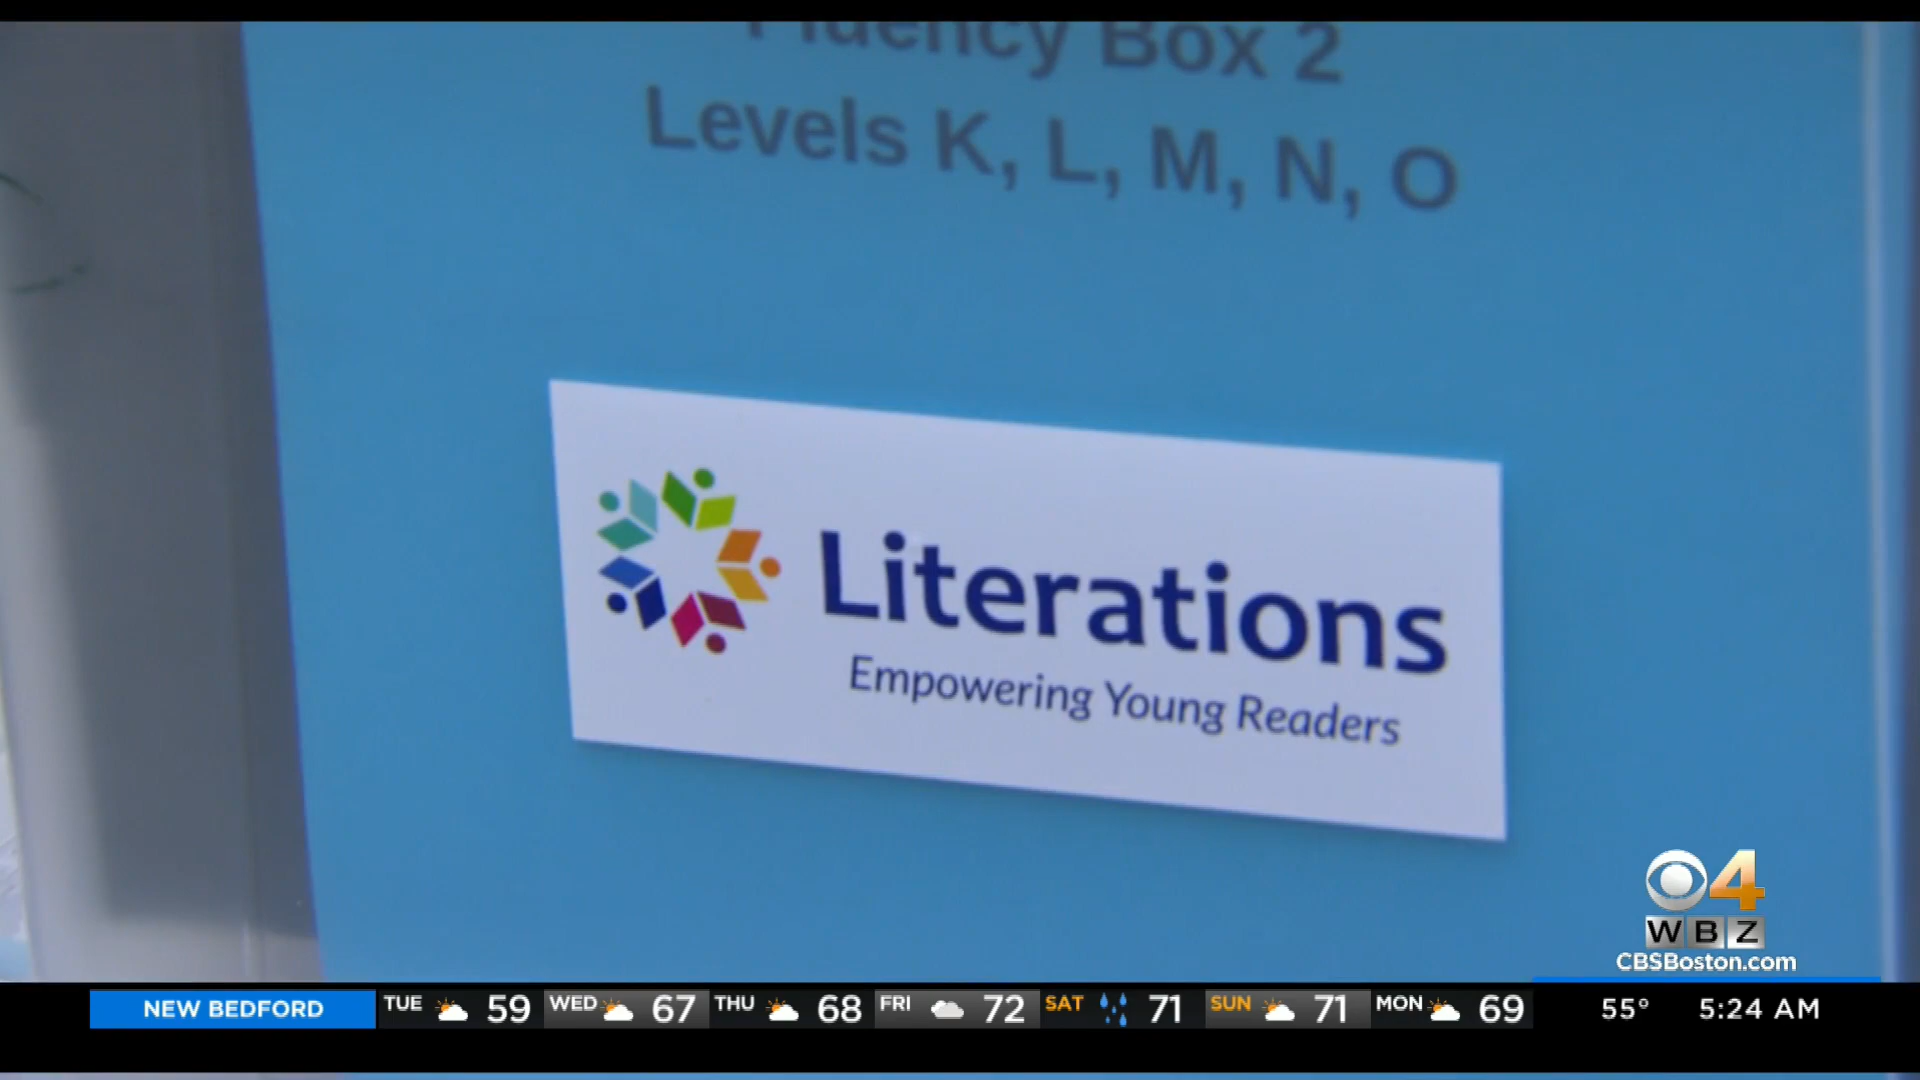 Fluency Box 2
Levels K, L, M, N, O
Literations
Empowering Young Readers
4
WBZ
CBSBoston.com
NEW BEDFORD TUE 59 WED 67 THU 68 FRI 72 SAT 71 SUN 71 MON 69 55° 5:24 AM